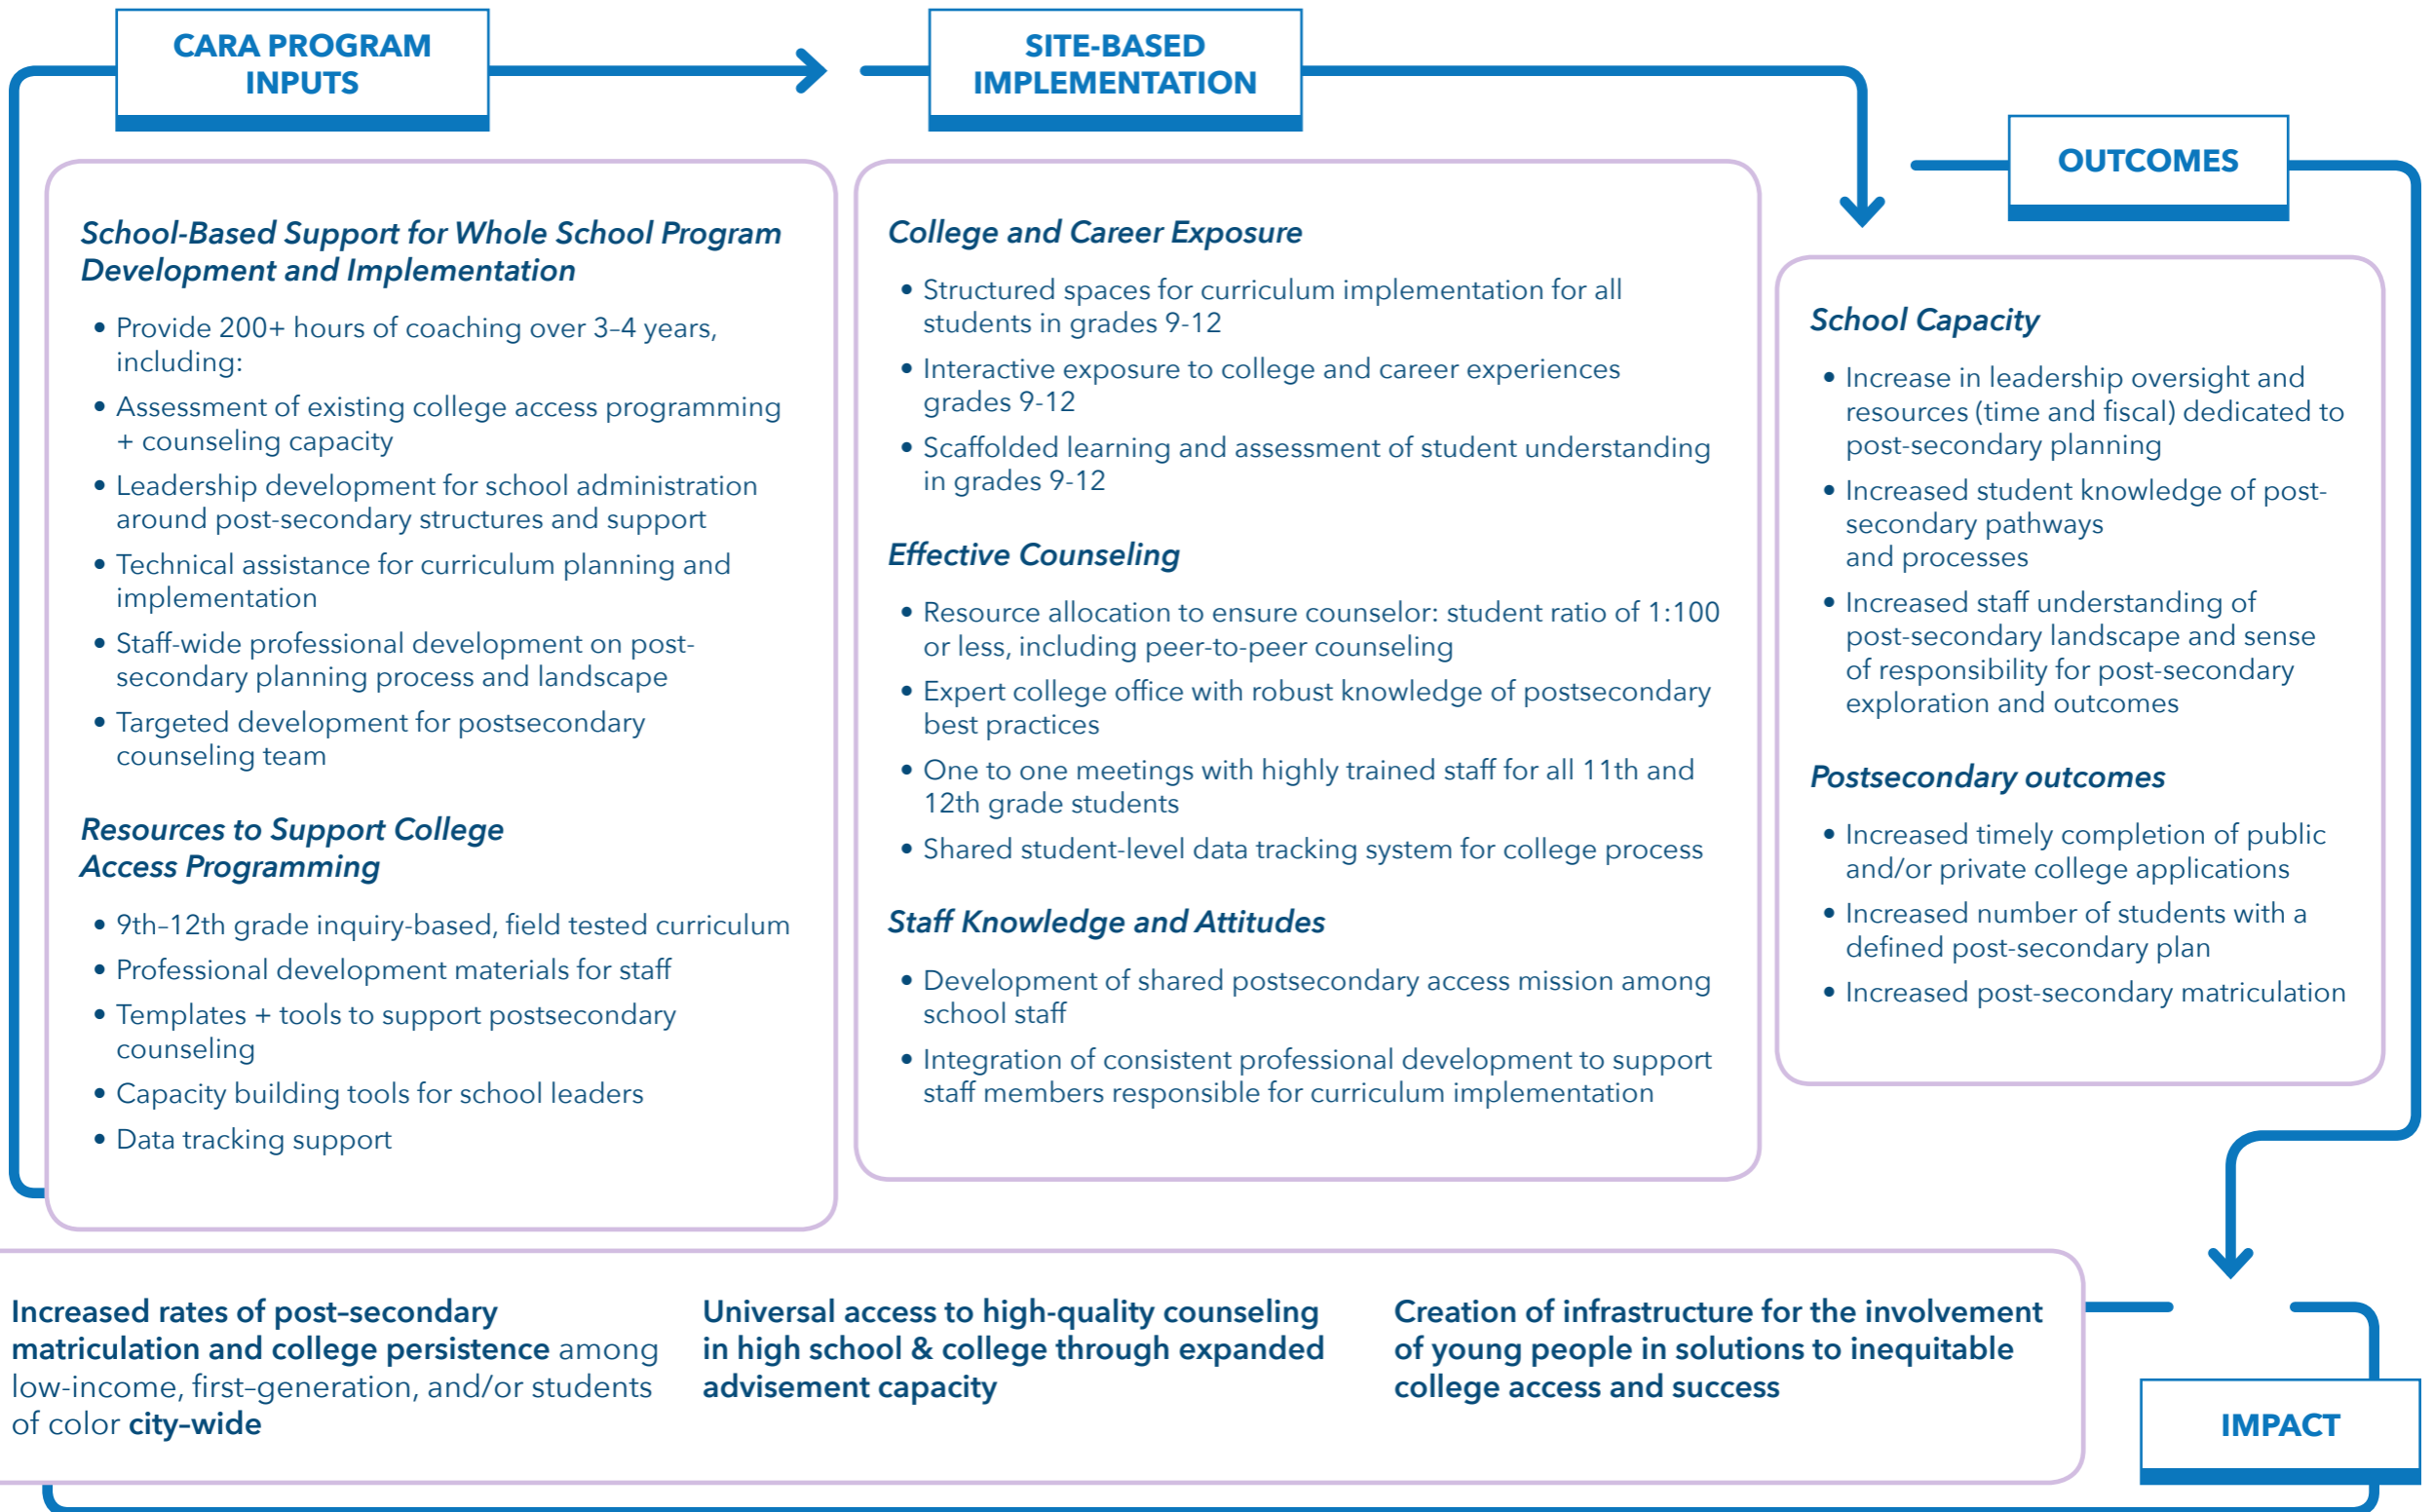 CARA PROGRAM
INPUTS
School-Based Support for Whole School Program
Development and Implementation
• Provide 200+ hours of coaching over 3–4 years,
including:
• Assessment of existing college access programming
+ counseling capacity
• Leadership development for school administration
around post-secondary structures and support
• Technical assistance for curriculum planning and
implementation
• Staff-wide professional development on post-
secondary planning process and landscape
• Targeted development for postsecondary
counseling team
Resources to Support College
Access Programming
• 9th–12th grade inquiry-based, field tested curriculum
• Professional development materials for staff
• Templates + tools to support postsecondary
counseling
• Capacity building tools for school leaders
• Data tracking support
SITE-BASED
IMPLEMENTATION
College and Career Exposure
• Structured spaces for curriculum implementation for all
students in grades 9-12
• Interactive exposure to college and career experiences
grades 9-12
• Scaffolded learning and assessment of student understanding
in grades 9-12
Effective Counseling
• Resource allocation to ensure counselor: student ratio of 1:100
or less, including peer-to-peer counseling
• Expert college office with robust knowledge of postsecondary
best practices
• One to one meetings with highly trained staff for all 11th and
12th grade students
• Shared student-level data tracking system for college process
Staff Knowledge and Attitudes
• Development of shared postsecondary access mission among
school staff
• Integration of consistent professional development to support
staff members responsible for curriculum implementation
OUTCOMES
School Capacity
• Increase in leadership oversight and
resources (time and fiscal) dedicated to
post-secondary planning
• Increased student knowledge of post-
secondary pathways
and processes
• Increased staff understanding of
post-secondary landscape and sense
of responsibility for post-secondary
exploration and outcomes
Postsecondary outcomes
• Increased timely completion of public
and/or private college applications
• Increased number of students with a
defined post-secondary plan
• Increased post-secondary matriculation
Increased rates of post–secondary
matriculation and college persistence among
low-income, first–generation, and/or students
of color city–wide
Universal access to high-quality counseling
in high school & college through expanded
advisement capacity
Creation of infrastructure for the involvement
of young people in solutions to inequitable
college access and success
IMPACT